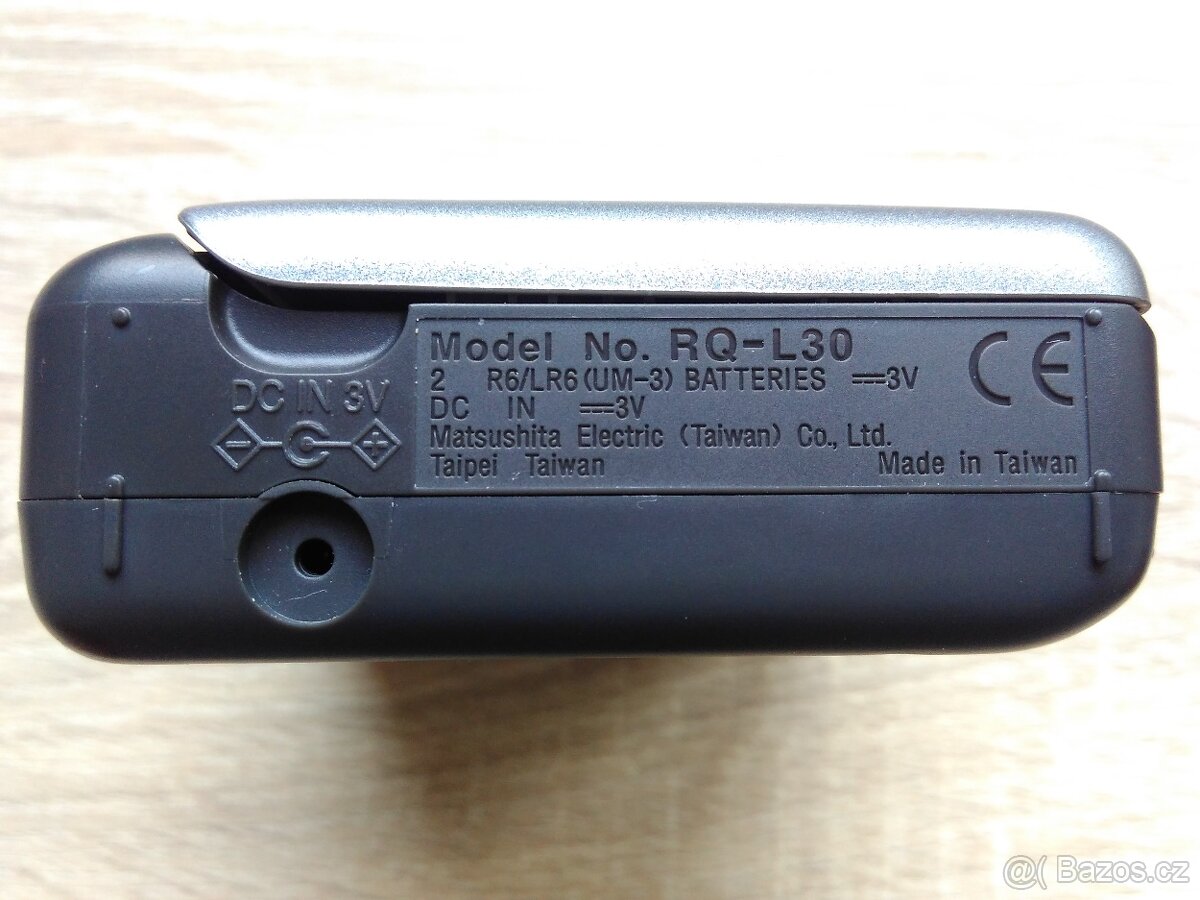 Model No. RQ-L30
2 R6/LR6 (UM-3) BATTERIES ⎓3V
DC IN ⎓3V
Matsushita Electric (Taiwan) Co., Ltd.
Taipei Taiwan Made in Taiwan
CE
DC IN 3V
@( Bazos.cz